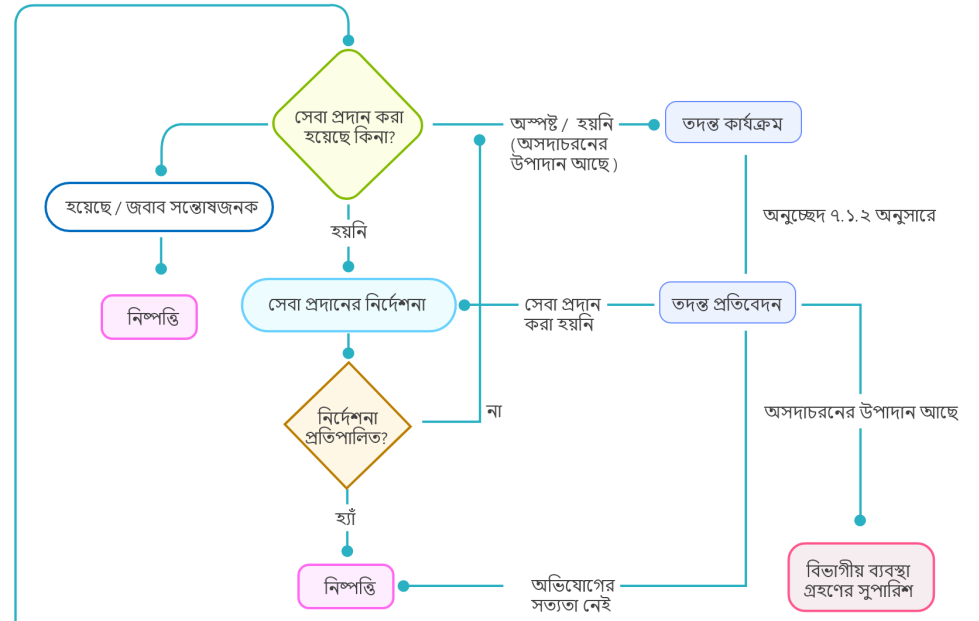 সেবা প্রদান করা
হয়েছে কিনা?
অস্পষ্ট / হয়নি
(অসদাচরনের
উপাদান আছে)
তদন্ত কার্যক্রম
হয়েছে / জবাব সন্তোষজনক
হয়নি
অনুচ্ছেদ ৭.১.২ অনুসারে
নিষ্পত্তি
সেবা প্রদানের নির্দেশনা
সেবা প্রদান
করা হয়নি
তদন্ত প্রতিবেদন
নির্দেশনা
প্রতিপালিত?
না
অসদাচরনের উপাদান আছে
হ্যাঁ
নিষ্পত্তি
অভিযোগের
সত্যতা নেই
বিভাগীয় ব্যবস্থা
গ্রহণের সুপারিশ